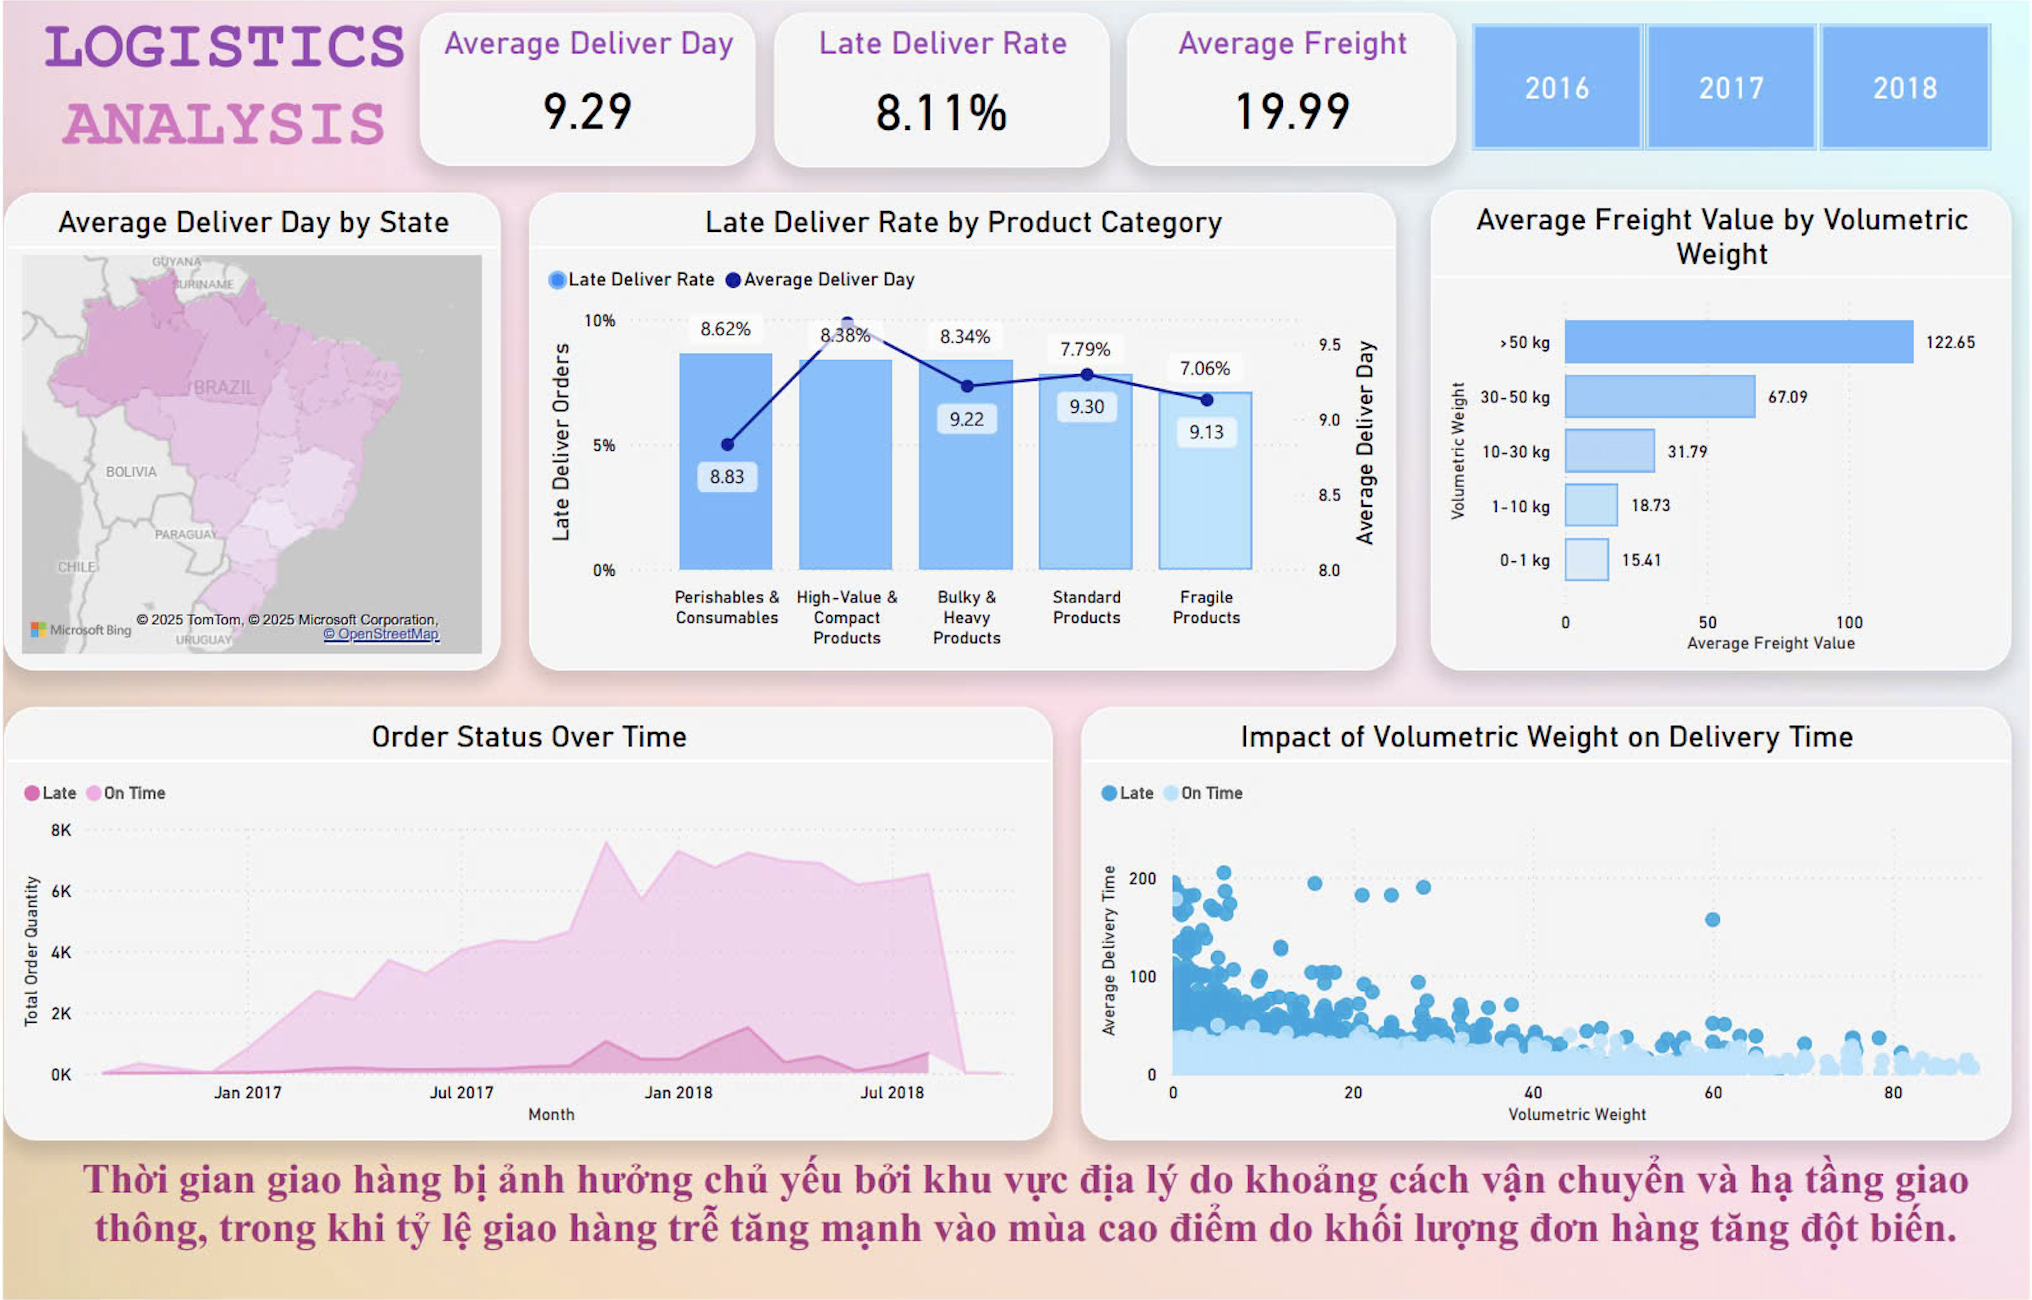 LOGISTICS
ANALYSIS
Average Deliver Day
9.29
Late Deliver Rate
8.11%
Average Freight
19.99
2016
2017
2018
Average Deliver Day by State
GUYANA
SURINAME
BRAZIL
BOLIVIA
PARAGUAY
CHILE
URUGUAY
Microsoft Bing
© 2025 TomTom, © 2025 Microsoft Corporation,
© OpenStreetMap
Late Deliver Rate by Product Category
Late Deliver Rate
Average Deliver Day
Late Deliver Orders
10%
5%
0%
8.62%
8.38%
8.34%
7.79%
7.06%
8.83
9.22
9.30
9.13
9.5
9.0
8.5
8.0
Average Deliver Day
Perishables &
Consumables
High-Value &
Compact
Products
Bulky &
Heavy
Products
Standard
Products
Fragile
Products
Average Freight Value by Volumetric
Weight
Volumetric Weight
>50 kg
122.65
30-50 kg
67.09
10-30 kg
31.79
1-10 kg
18.73
0-1 kg
15.41
0
50
100
Average Freight Value
Order Status Over Time
Late
On Time
Total Order Quantity
8K
6K
4K
2K
0K
Jan 2017
Jul 2017
Jan 2018
Jul 2018
Month
Impact of Volumetric Weight on Delivery Time
Late
On Time
Average Delivery Time
200
100
0
0
20
40
60
80
Volumetric Weight
Thời gian giao hàng bị ảnh hưởng chủ yếu bởi khu vực địa lý do khoảng cách vận chuyển và hạ tầng giao
thông, trong khi tỷ lệ giao hàng trễ tăng mạnh vào mùa cao điểm do khối lượng đơn hàng tăng đột biến.